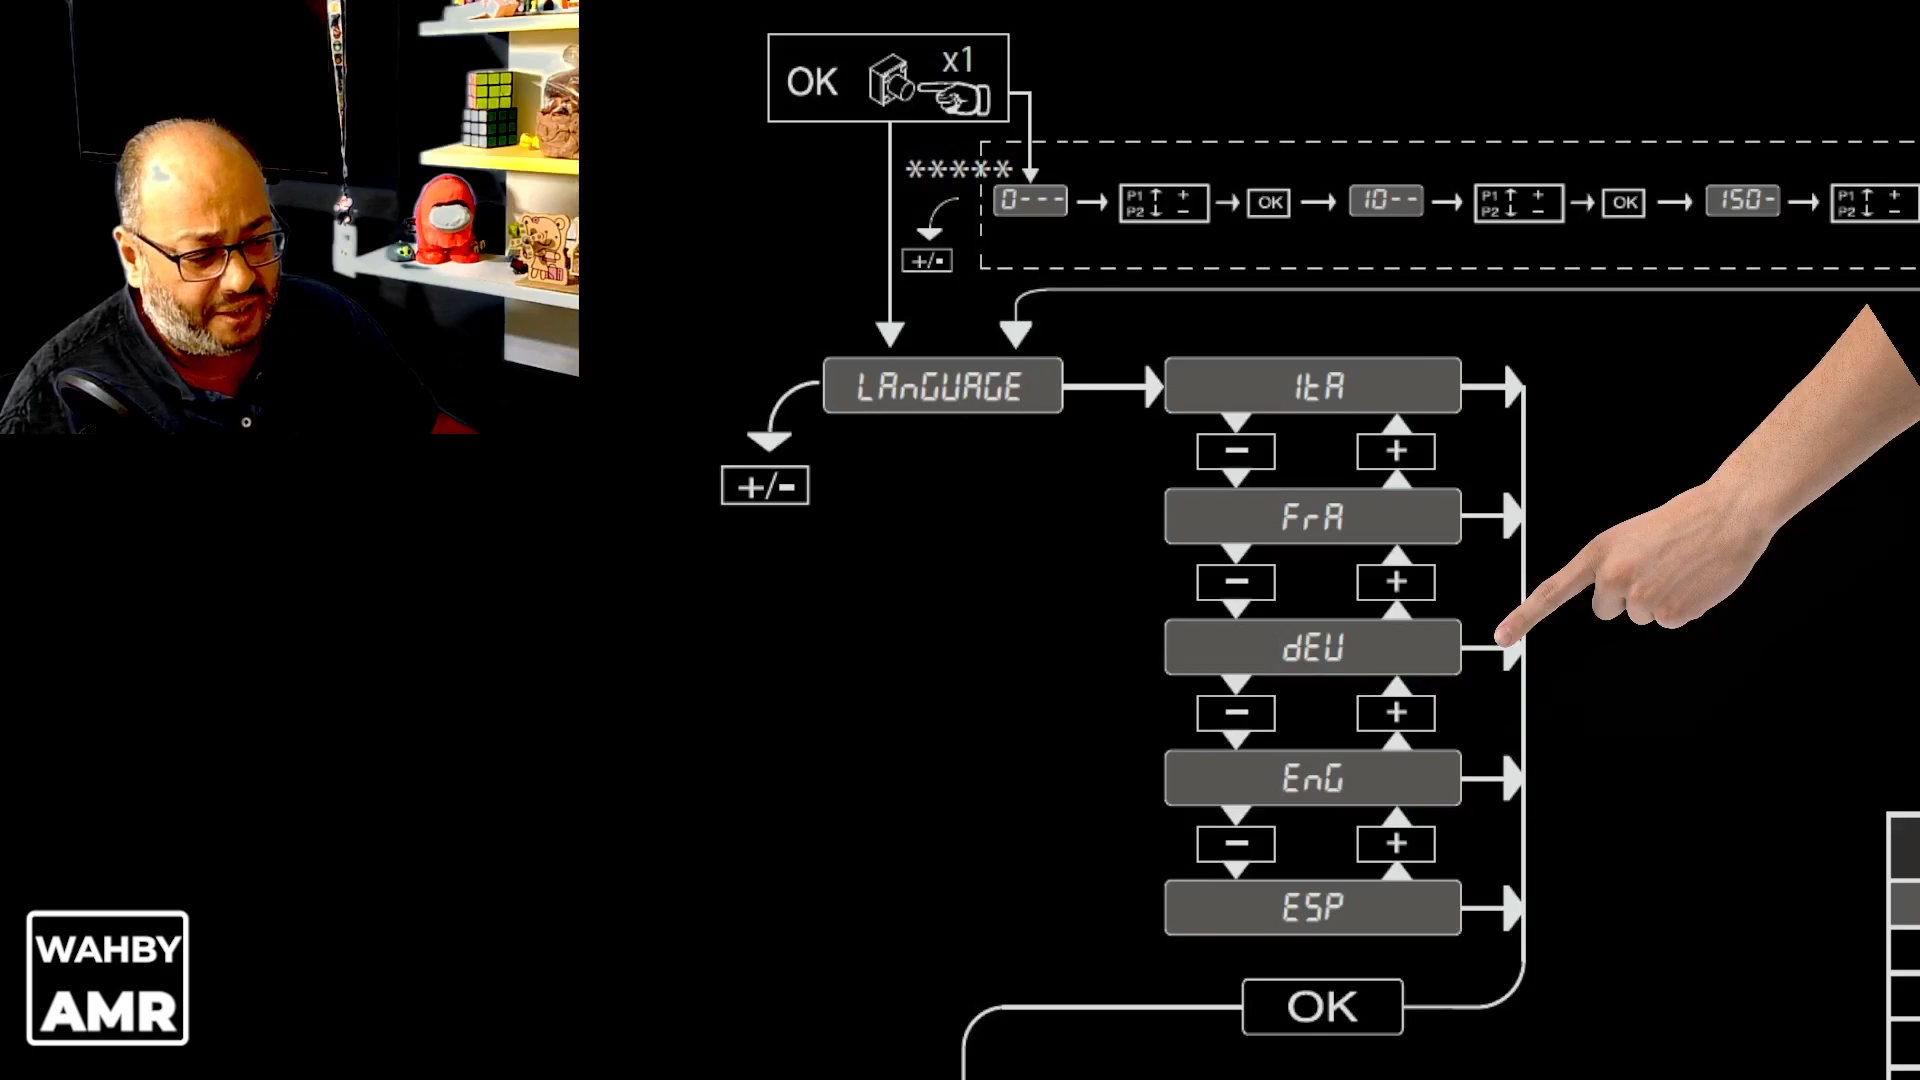 OK x1
*****
0--- → P1 ↑ + → OK → 10-- → P1 ↑ + → OK → 150- → P1 ↑ +
P2 ↓ - P2 ↓ - P2 ↓ -
+/-
LAnGUAGE
ItA
- +
+/-
FrA
- +
dEU
- +
EnG
- +
ESP
OK
WAHBY
AMR